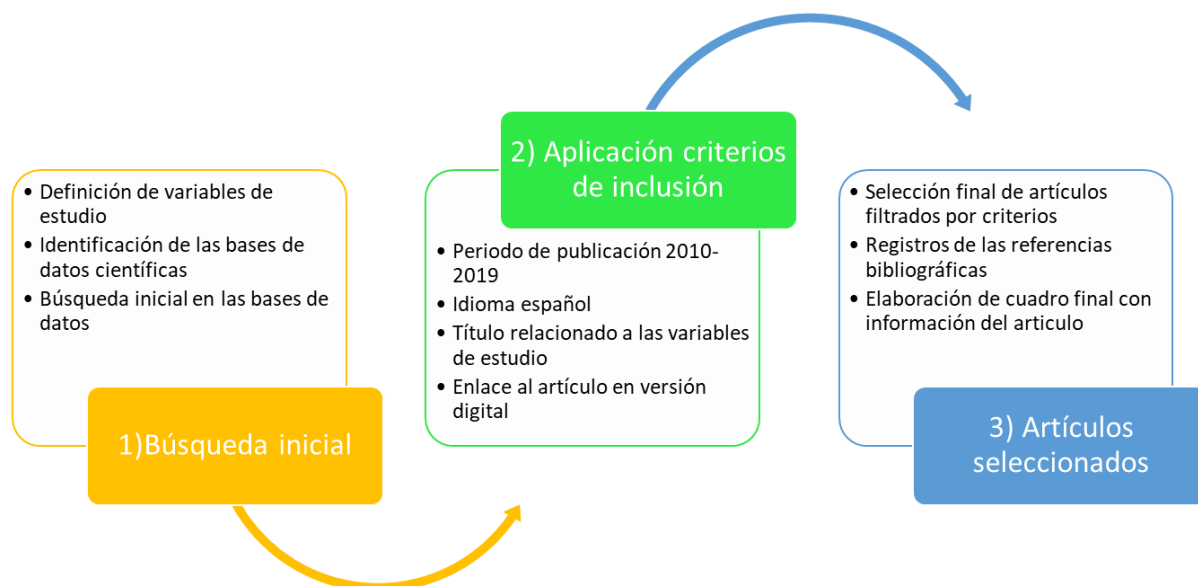 • Definición de variables de
estudio
• Identificación de las bases de
datos científicas
• Búsqueda inicial en las bases de
datos
1)Búsqueda inicial
2) Aplicación criterios
de inclusión
• Periodo de publicación 2010-
2019
• Idioma español
• Título relacionado a las variables
de estudio
• Enlace al artículo en versión
digital
• Selección final de artículos
filtrados por criterios
• Registros de las referencias
bibliográficas
• Elaboración de cuadro final con
información del articulo
3) Artículos
seleccionados